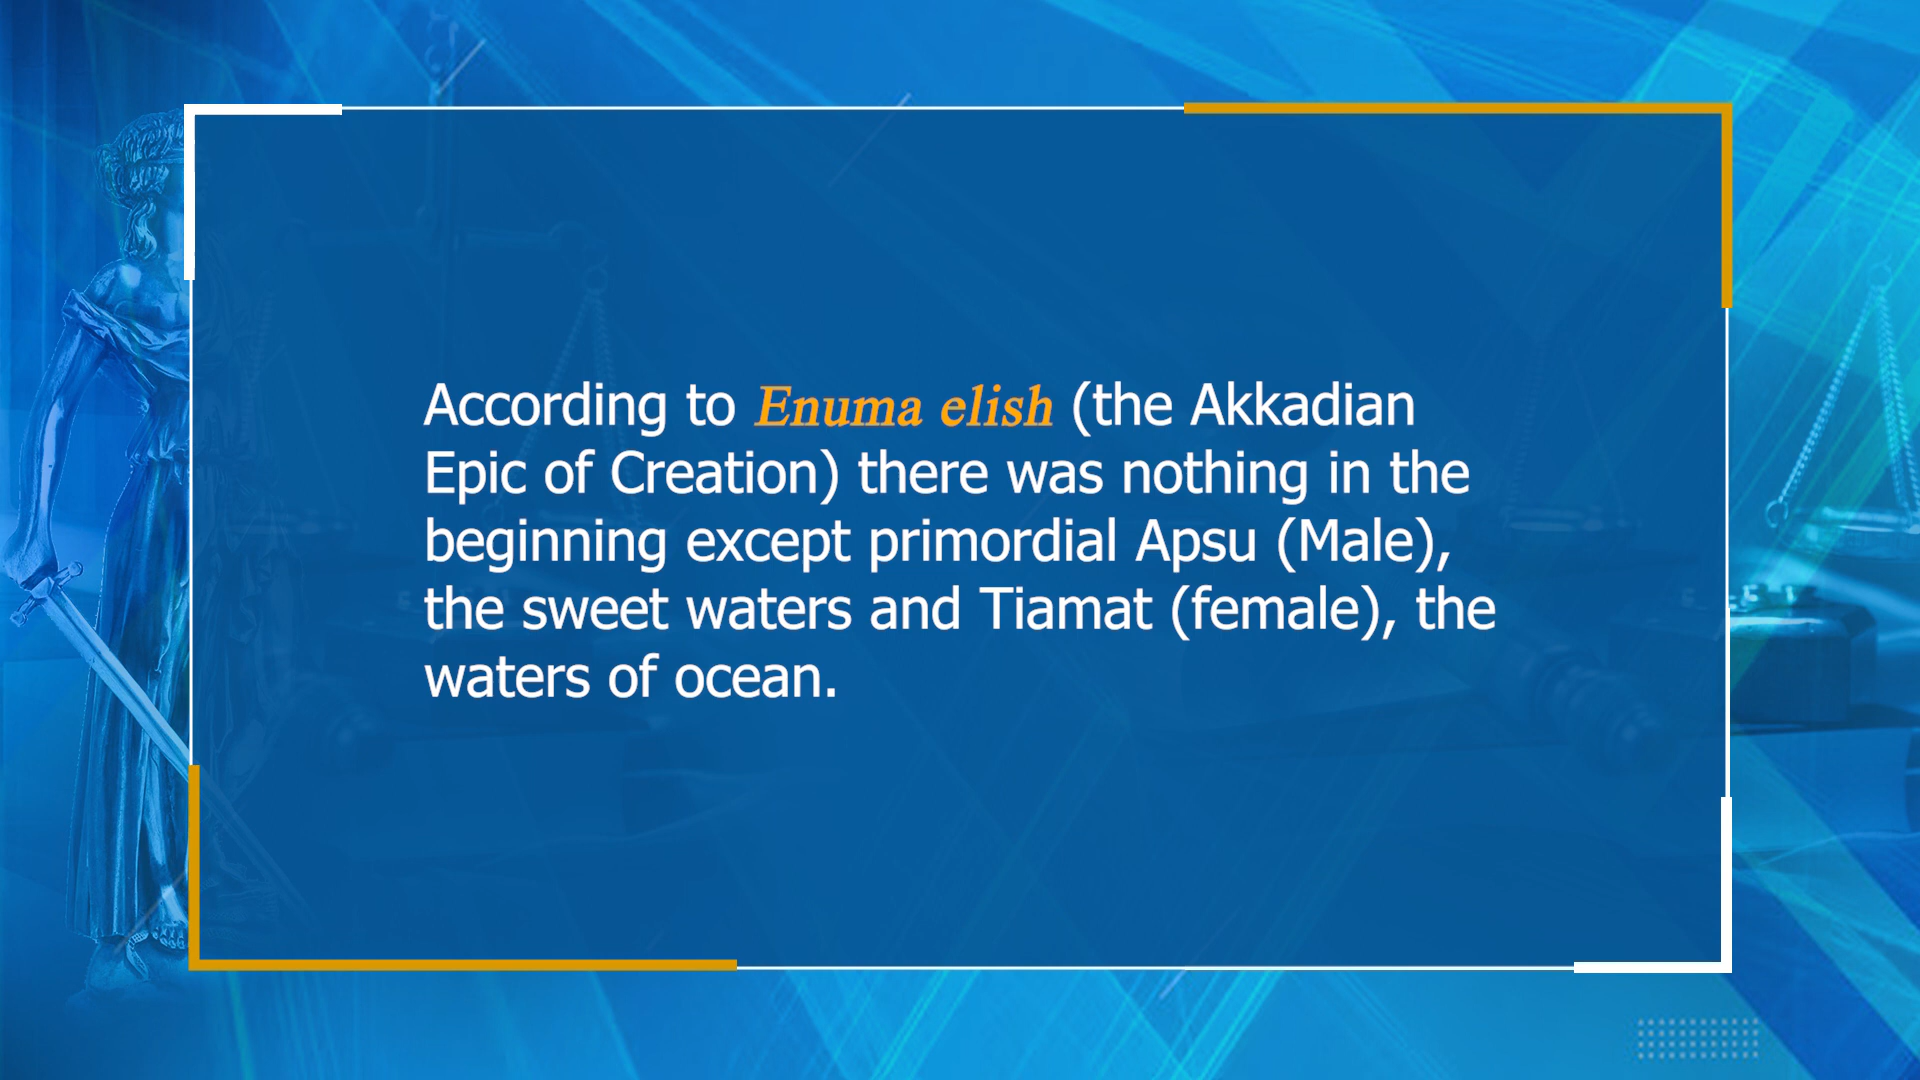 According to Enuma elish (the Akkadian
Epic of Creation) there was nothing in the
beginning except primordial Apsu (Male),
the sweet waters and Tiamat (female), the
waters of ocean.